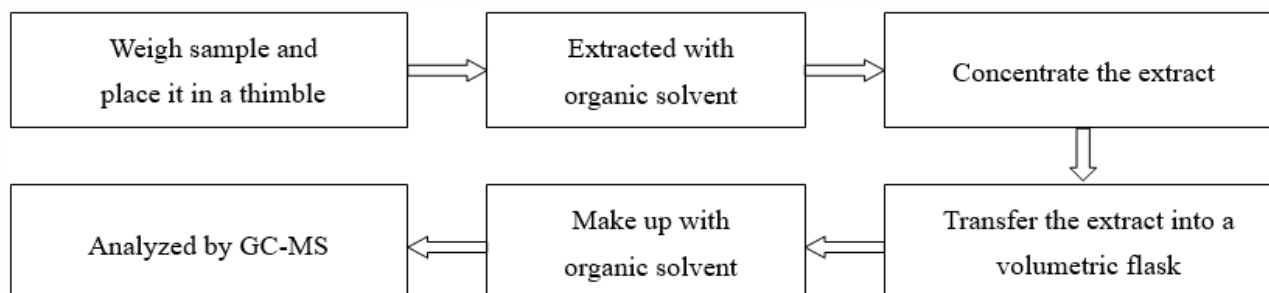 Weigh sample and
place it in a thimble
Extracted with
organic solvent
Concentrate the extract
Transfer the extract into a
volumetric flask
Make up with
organic solvent
Analyzed by GC-MS